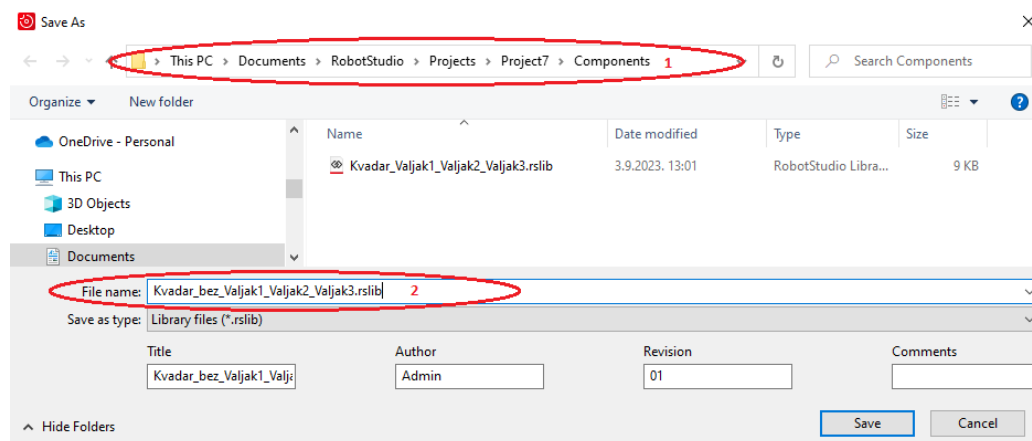 Save As
This PC > Documents > RobotStudio > Projects > Project7 > Components 1
Search Components
Organize New folder
Name Date modified Type Size
OneDrive - Personal
Kvadar_Valjak1_Valjak2_Valjak3.rslib 3.9.2023. 13:01 RobotStudio Libra... 9 KB
This PC
3D Objects
Desktop
Documents
File name: Kvadar_bez_Valjak1_Valjak2_Valjak3.rslib 2
Save as type: Library files (*.rslib)
Title Author Revision Comments
Kvadar_bez_Valjak1_Valja Admin 01
Hide Folders Save Cancel